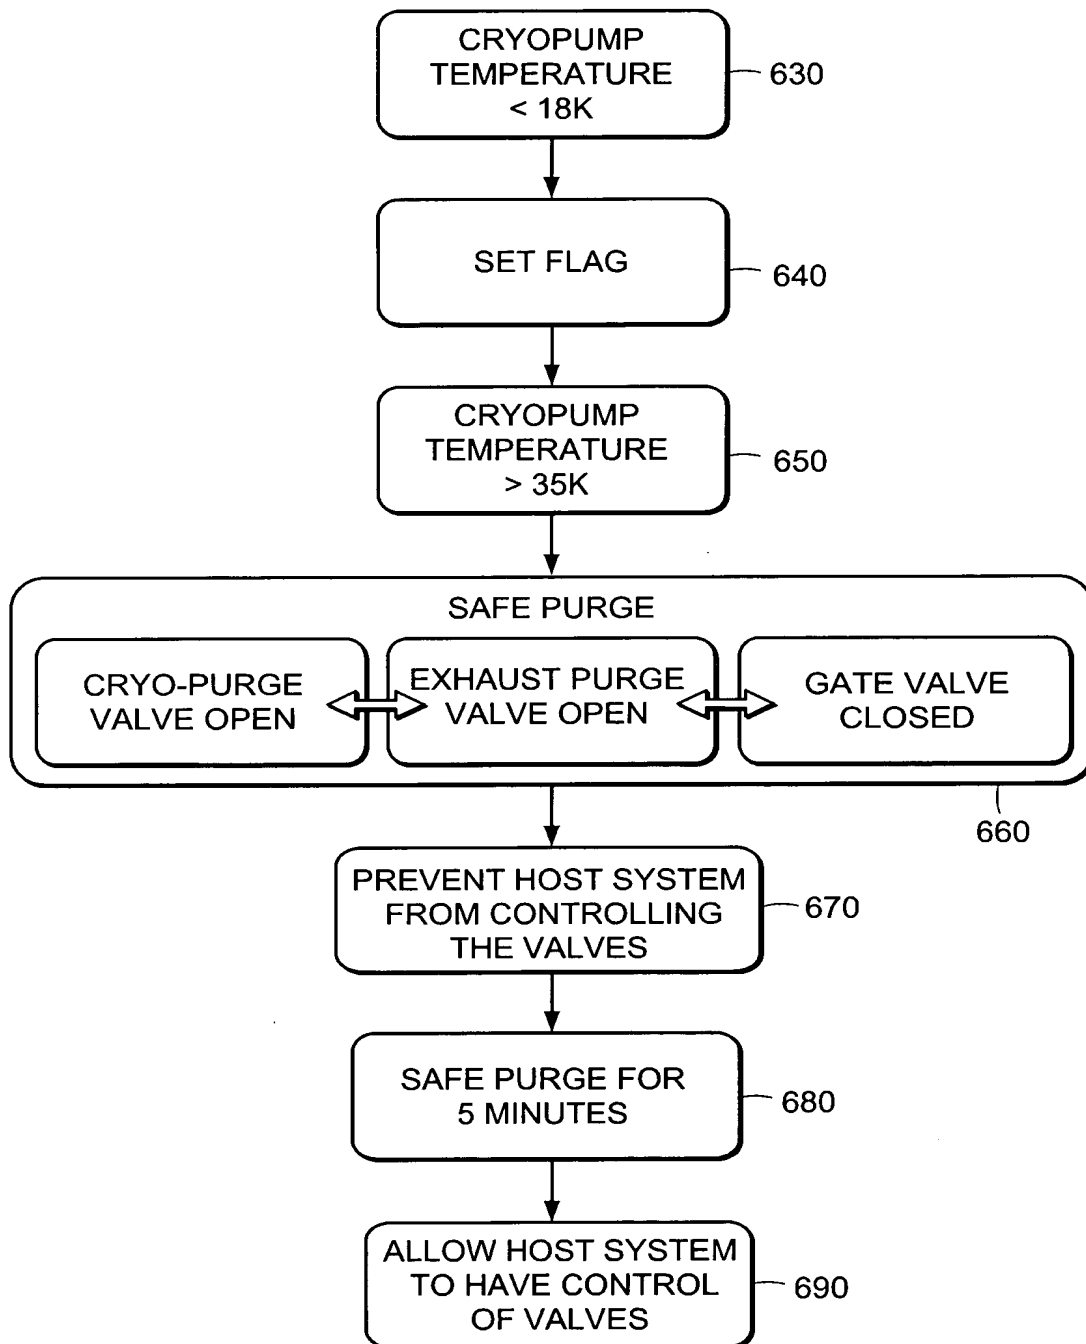 CRYOPUMP
TEMPERATURE
< 18K
630
SET FLAG
640
CRYOPUMP
TEMPERATURE
> 35K
650
SAFE PURGE
CRYO-PURGE
VALVE OPEN
EXHAUST PURGE
VALVE OPEN
GATE VALVE
CLOSED
660
PREVENT HOST SYSTEM
FROM CONTROLLING
THE VALVES
670
SAFE PURGE FOR
5 MINUTES
680
ALLOW HOST SYSTEM
TO HAVE CONTROL
OF VALVES
690